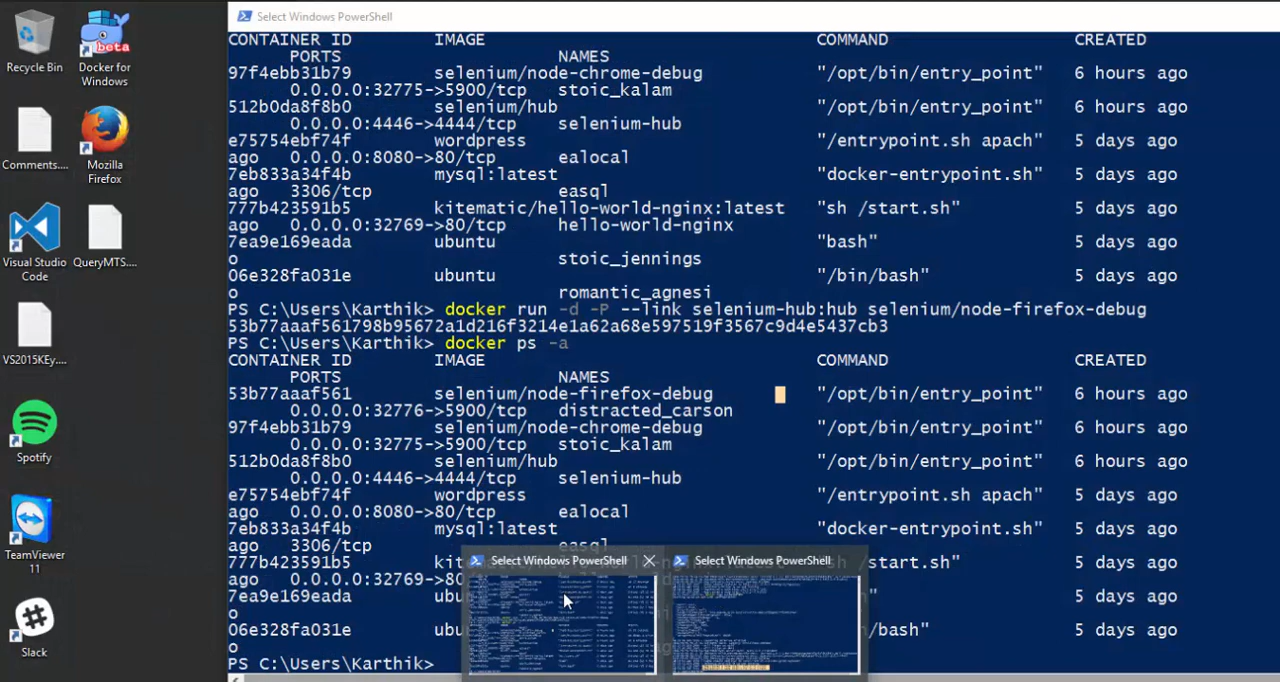 Select Windows PowerShell
Recycle Bin
beta
Docker for
Windows
Comments....
Mozilla
Firefox
Visual Studio
Code
QueryMTS....
VS2015KEy....
Spotify
TeamViewer
11
Slack
CONTAINER ID IMAGE COMMAND CREATED
PORTS NAMES
97f4ebb31b79 selenium/node-chrome-debug "/opt/bin/entry_point" 6 hours ago
0.0.0.0:32775->5900/tcp stoic_kalam
512b0da8f8b0 selenium/hub "/opt/bin/entry_point" 6 hours ago
0.0.0.0:4446->4444/tcp selenium-hub
e75754ebf74f wordpress "/entrypoint.sh apach" 5 days ago
ago 0.0.0.0:8080->80/tcp ealocal
7eb833a34f4b mysql:latest "docker-entrypoint.sh" 5 days ago
ago 3306/tcp easql
777b423591b5 kitematic/hello-world-nginx:latest "sh /start.sh" 5 days ago
ago 0.0.0.0:32769->80/tcp hello-world-nginx
7ea9e169eada ubuntu "bash" 5 days ago
o stoic_jennings
06e328fa031e ubuntu "/bin/bash" 5 days ago
o romantic_agnesi
PS C:\Users\Karthik> docker run -d -P --link selenium-hub:hub selenium/node-firefox-debug
53b77aaaf561798b95672a1d216f3214e1a62a68e597519f3567c9d4e5437cb3
PS C:\Users\Karthik> docker ps -a
CONTAINER ID IMAGE COMMAND CREATED
PORTS NAMES
53b77aaaf561 selenium/node-firefox-debug "/opt/bin/entry_point" 6 hours ago
0.0.0.0:32776->5900/tcp distracted_carson
97f4ebb31b79 selenium/node-chrome-debug "/opt/bin/entry_point" 6 hours ago
0.0.0.0:32775->5900/tcp stoic_kalam
512b0da8f8b0 selenium/hub "/opt/bin/entry_point" 6 hours ago
0.0.0.0:4446->4444/tcp selenium-hub
e75754ebf74f wordpress "/entrypoint.sh apach" 5 days ago
ago 0.0.0.0:8080->80/tcp ealocal
7eb833a34f4b mysql:latest "docker-entrypoint.sh" 5 days ago
ago 3306/tcp easql
777b423591b5 kit /start.sh" 5 days ago
ago 0.0.0.0:32769->80
7ea9e169eada ubu 5 days ago
o
06e328fa031e ubu /bash" 5 days ago
o
PS C:\Users\Karthik>
Select Windows PowerShell
Select Windows PowerShell